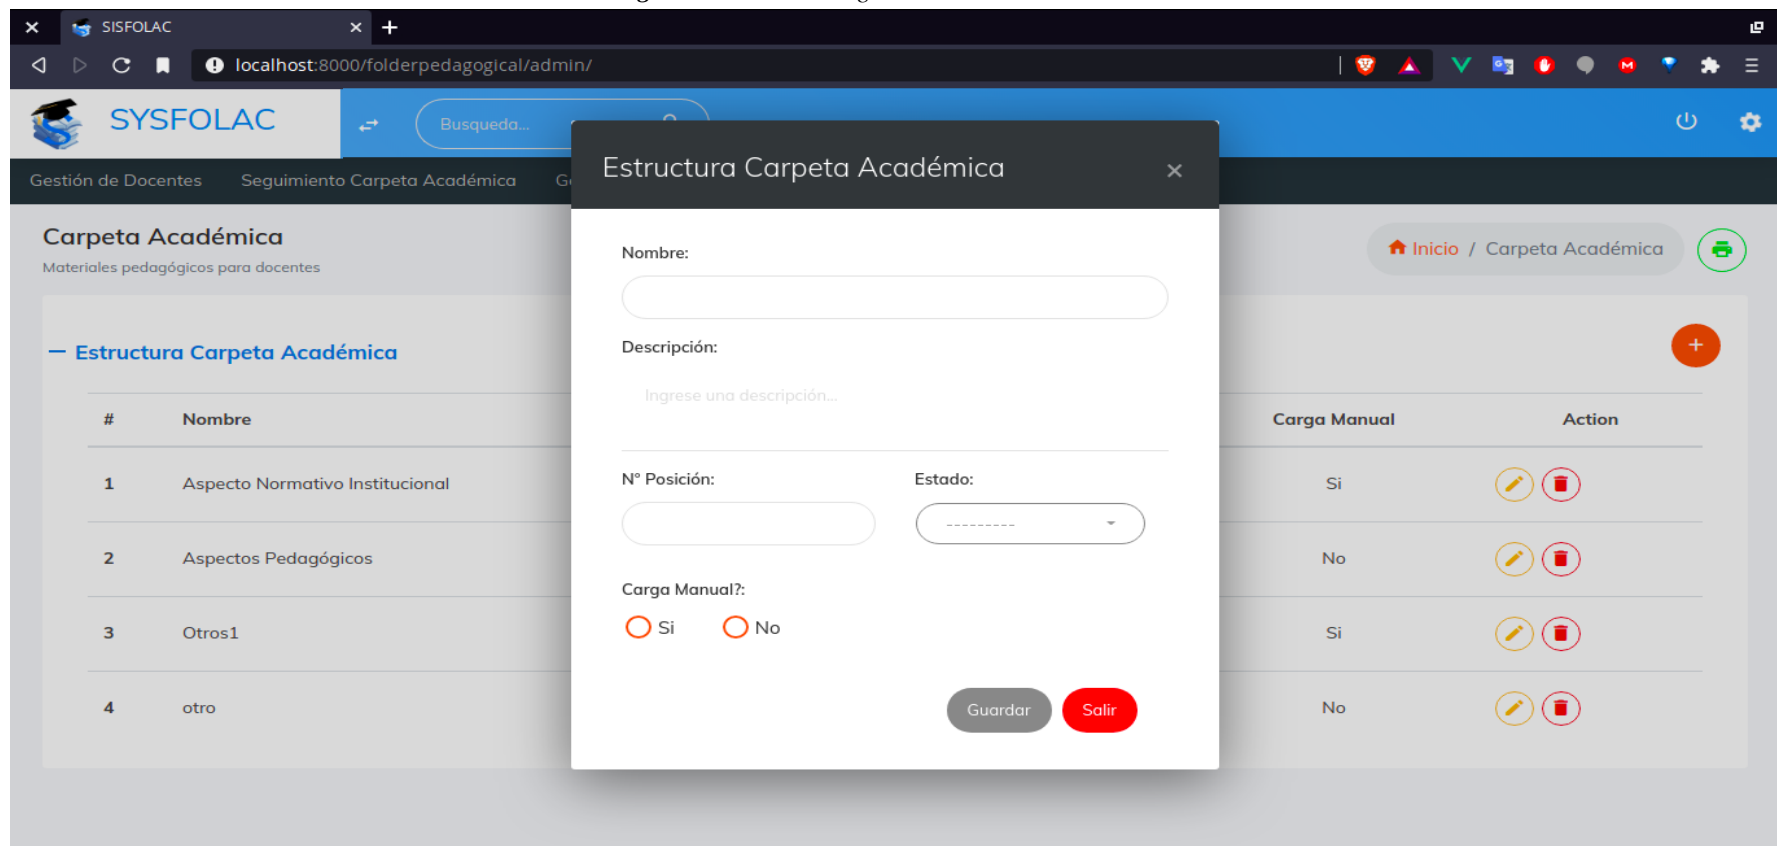 SISFOLAC
localhost:8000/folderpedagogical/admin/
SYSFOLAC
Busqueda...
Gestión de Docentes Seguimiento Carpeta Académica
Estructura Carpeta Académica
Carpeta Académica
Materiales pedagógicos para docentes
Inicio / Carpeta Académica
Nombre:
Descripción:
Ingrese una descripción...
N° Posición: Estado:
---------
Carga Manual?:
Si No
Guardar Salir
Estructura Carpeta Académica
# Nombre Carga Manual Action
1 Aspecto Normativo Institucional Si
2 Aspectos Pedagógicos No
3 Otros1 Si
4 otro No